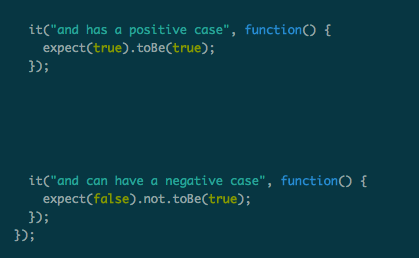 it("and has a positive case", function() {
expect(true).toBe(true);
});
it("and can have a negative case", function() {
expect(false).not.toBe(true);
});
});